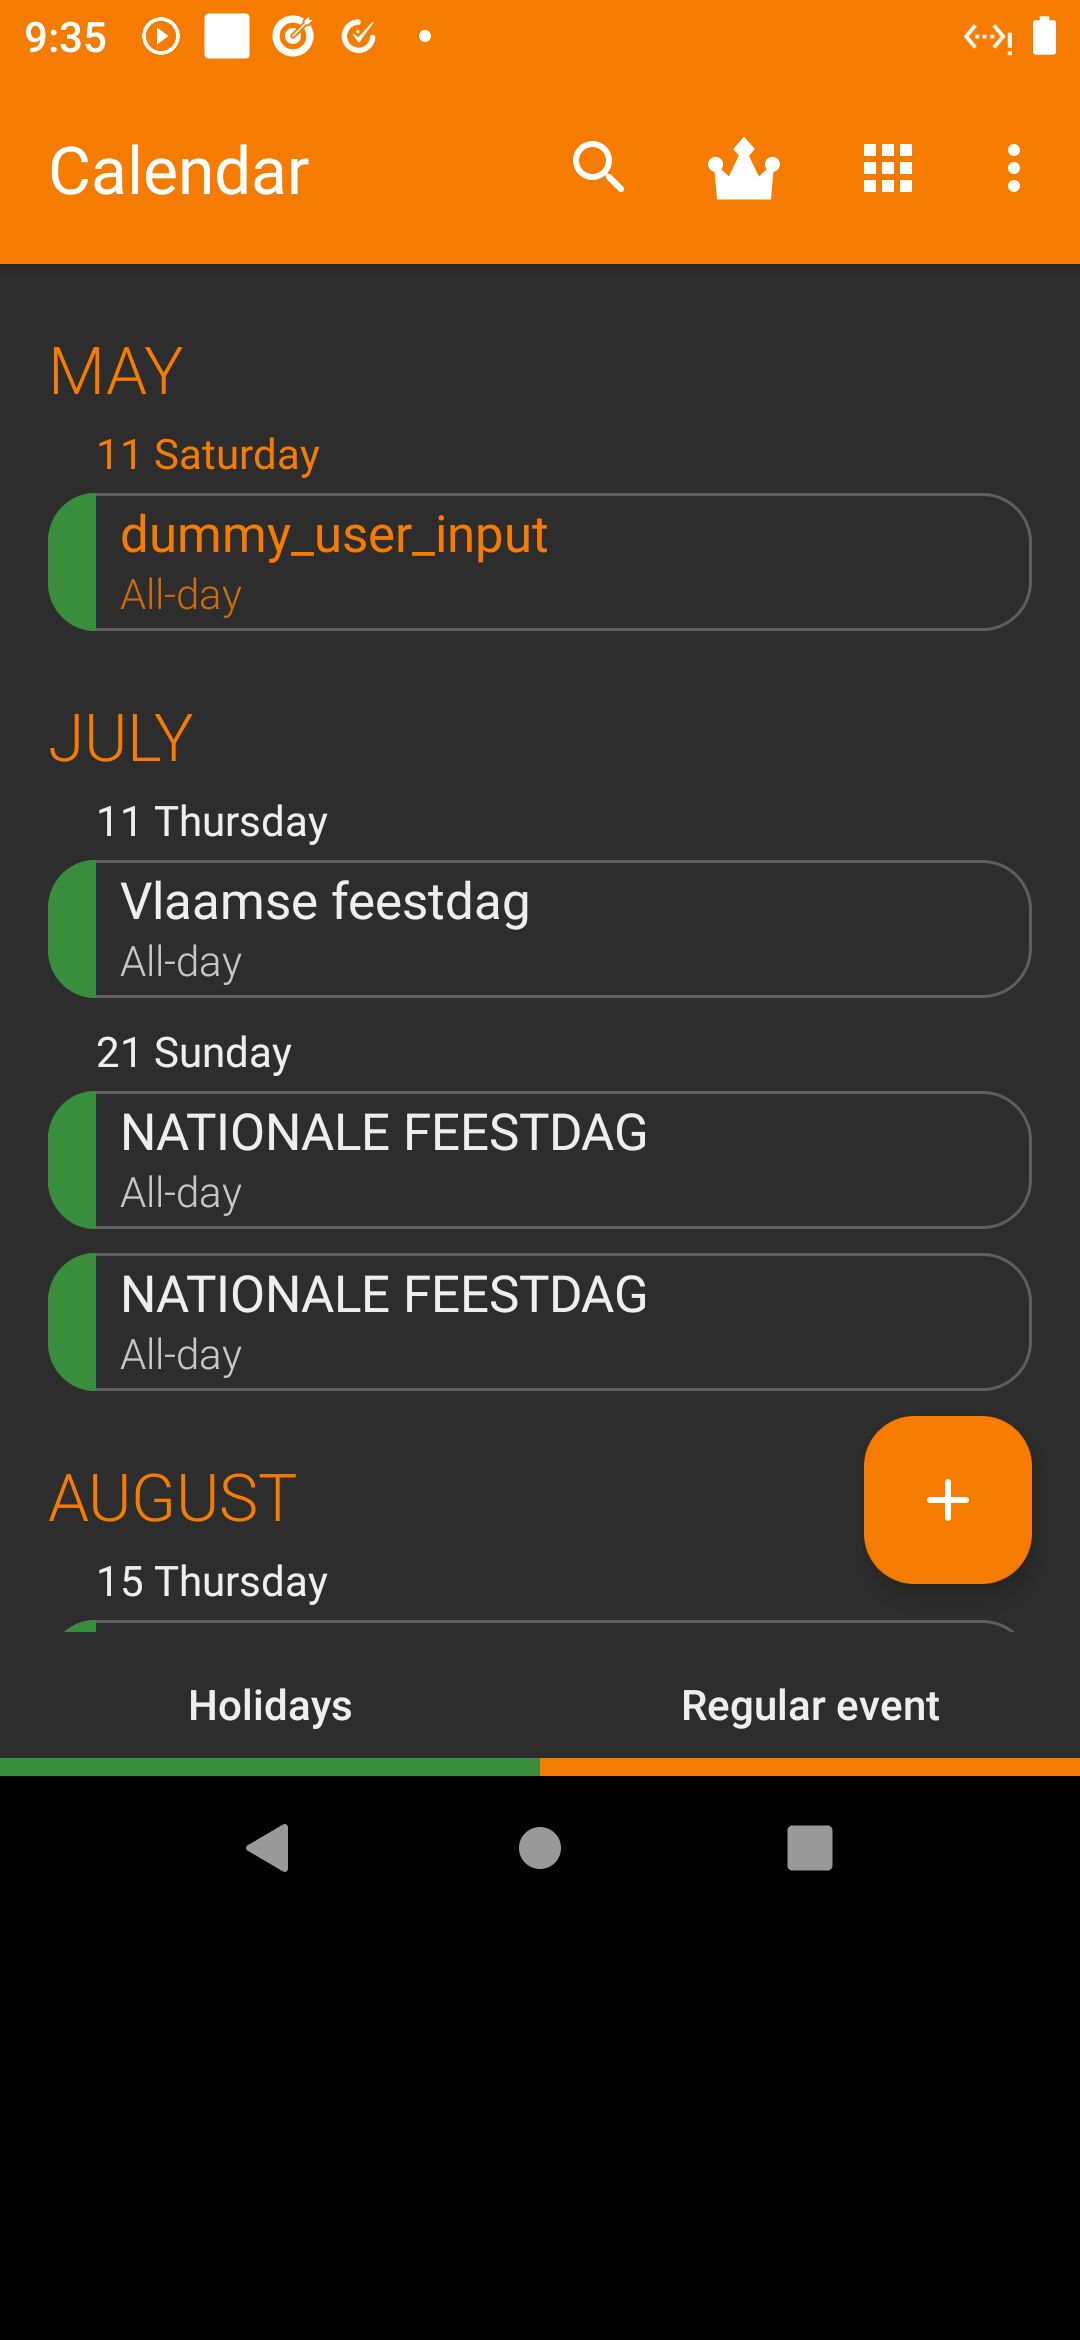 9:35
Calendar
MAY
11 Saturday
dummy_user_input
All-day
JULY
11 Thursday
Vlaamse feestdag
All-day
21 Sunday
NATIONALE FEESTDAG
All-day
NATIONALE FEESTDAG
All-day
AUGUST
15 Thursday
Holidays
Regular event